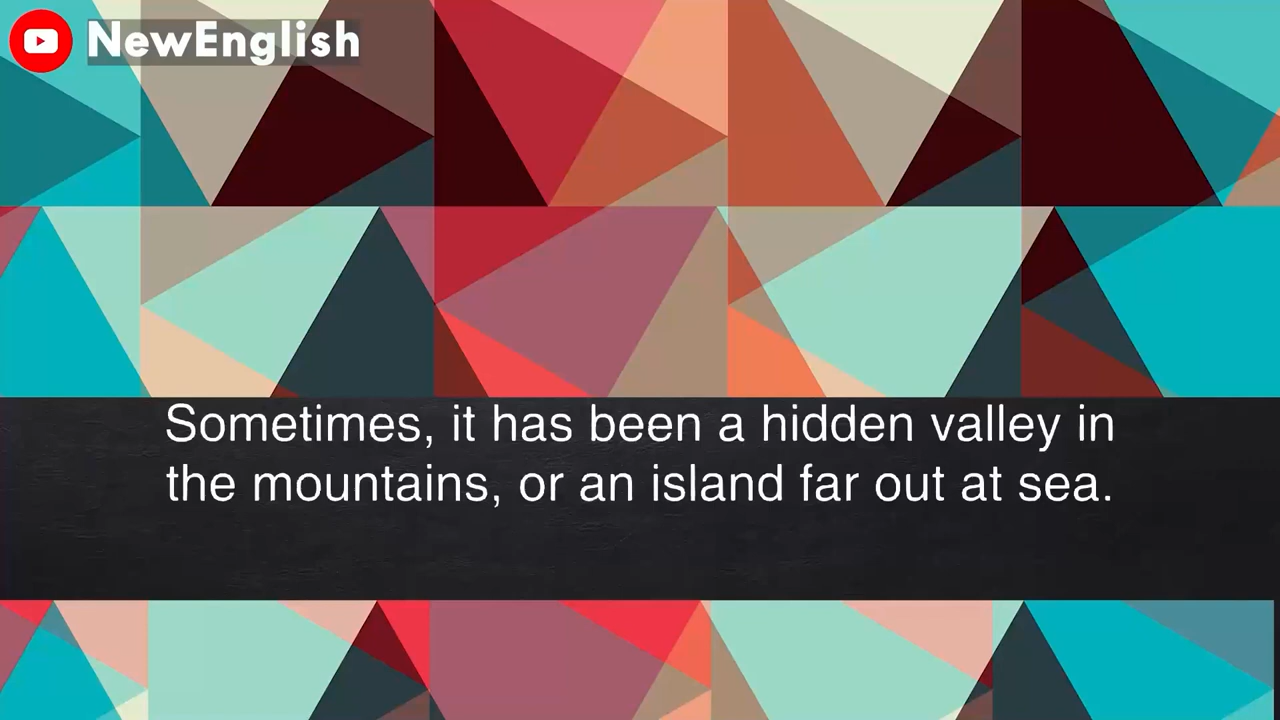 NewEnglish
Sometimes, it has been a hidden valley in
the mountains, or an island far out at sea.